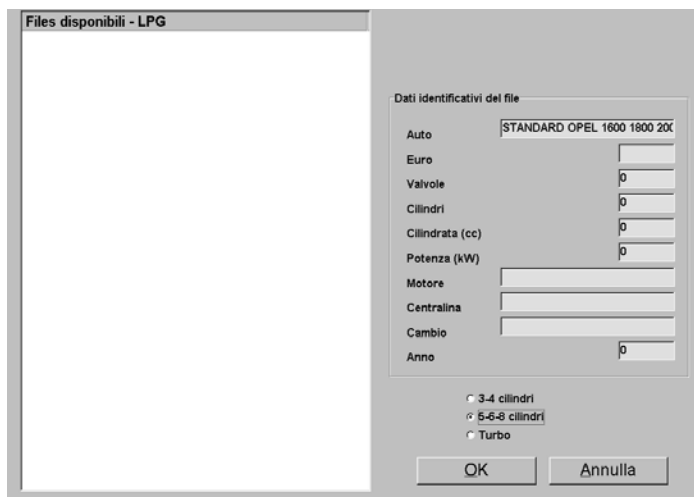 Files disponibili - LPG
Dati identificativi del file
Auto STANDARD OPEL 1600 1800 200
Euro
Valvole 0
Cilindri 0
Cilindrata (cc) 0
Potenza (kW) 0
Motore
Centralina
Cambio
Anno 0
3-4 cilindri
5-6-8 cilindri
Turbo
OK Annulla